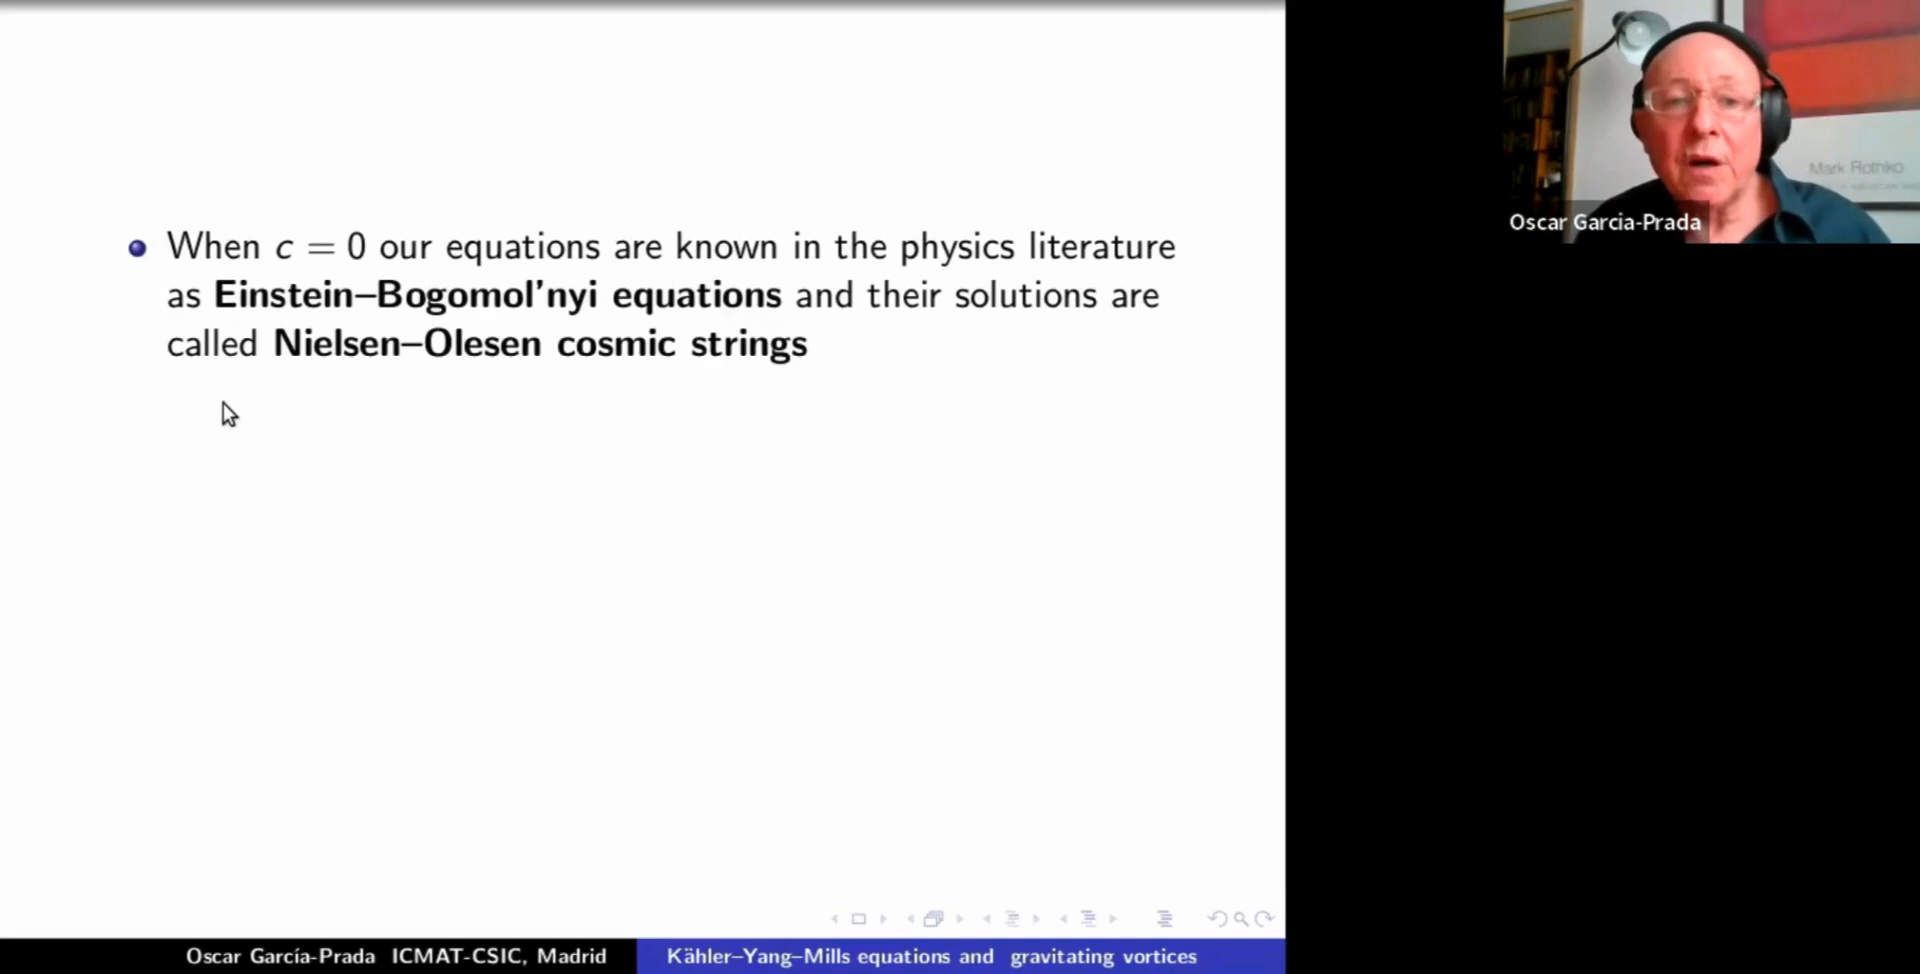 When c = 0 our equations are known in the physics literature
as Einstein–Bogomol'nyi equations and their solutions are
called Nielsen–Olesen cosmic strings
Mark Rothko
Oscar Garcia-Prada
Oscar García-Prada ICMAT-CSIC, Madrid
Kähler–Yang–Mills equations and gravitating vortices